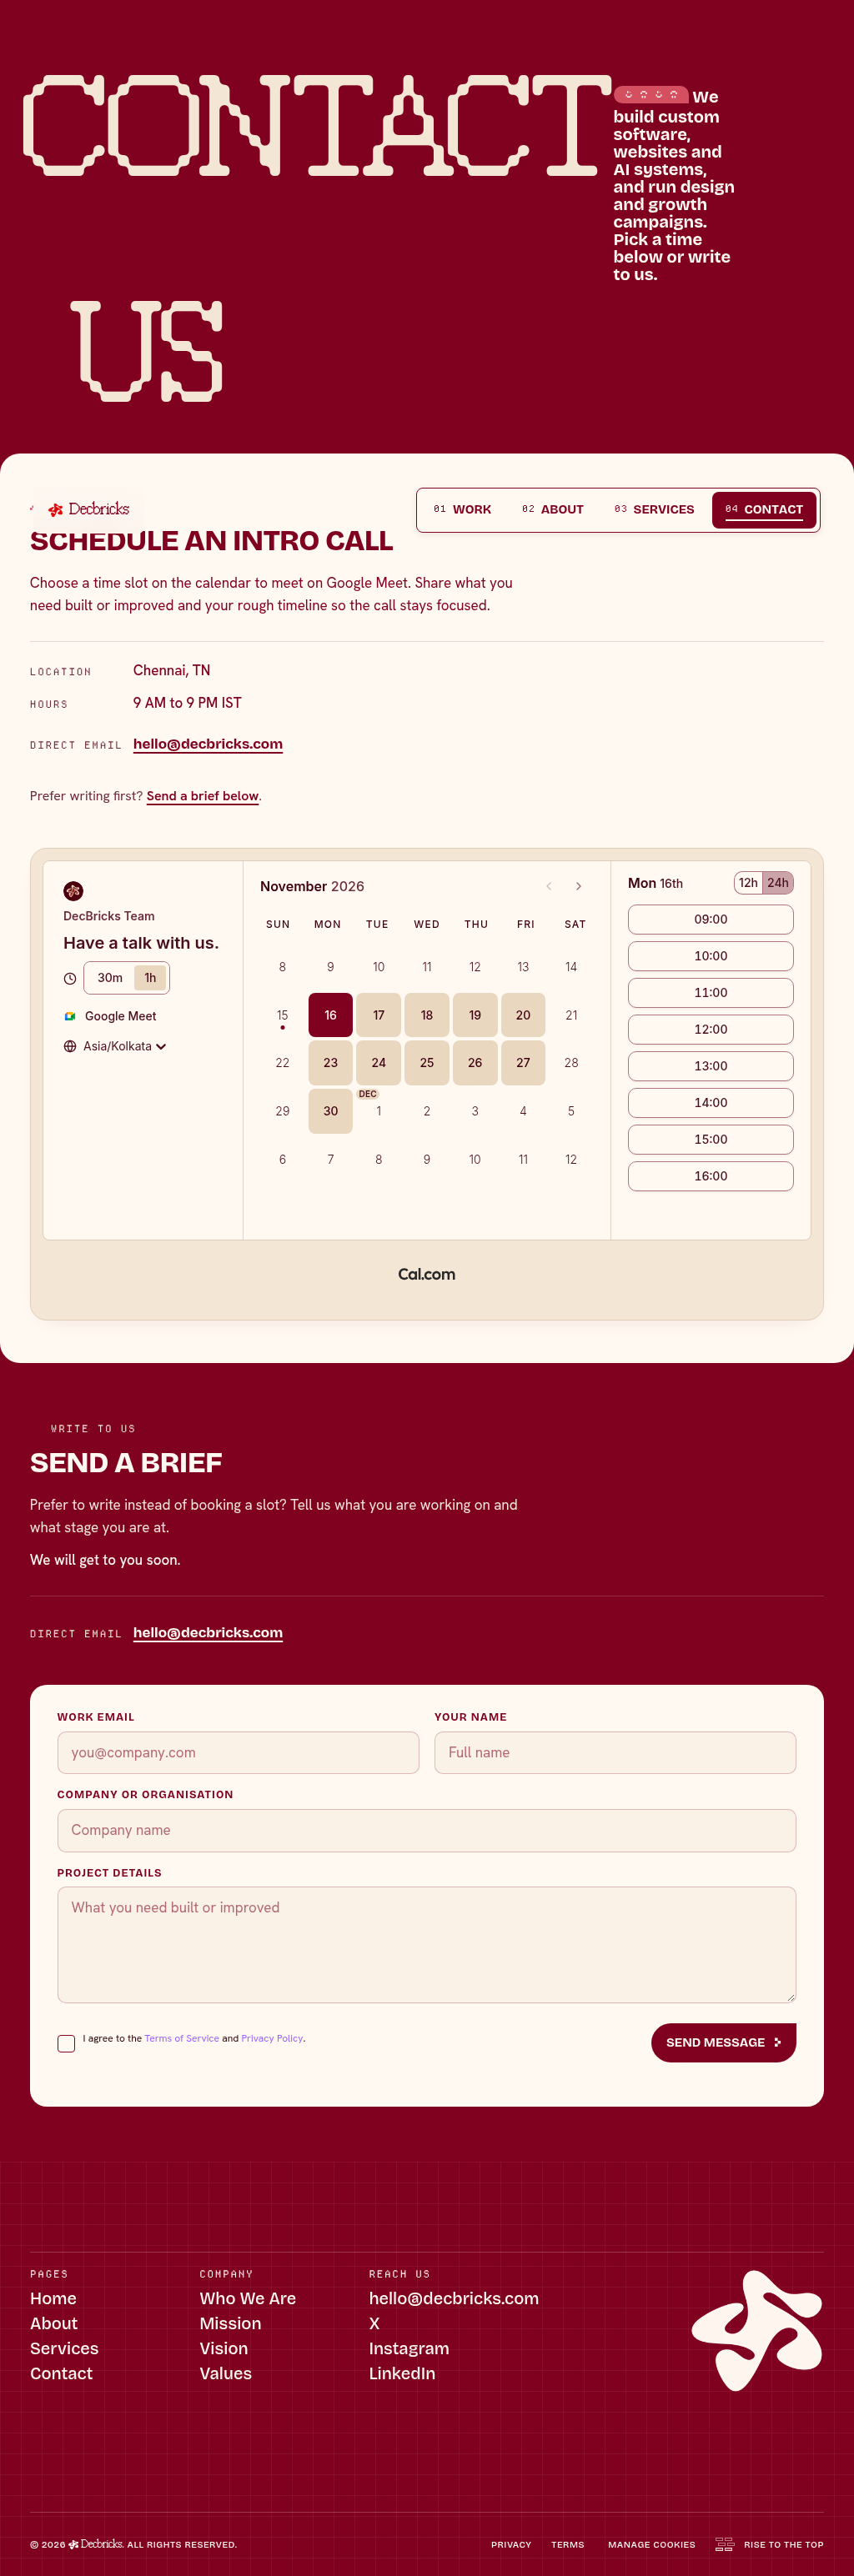 CONTACT
We
build custom
software,
websites and
AI systems,
and run design
and growth
campaigns.
Pick a time
below or write
to us.
US
Decbricks
01 WORK 02 ABOUT 03 SERVICES 04 CONTACT
SCHEDULE AN INTRO CALL
Choose a time slot on the calendar to meet on Google Meet. Share what you
need built or improved and your rough timeline so the call stays focused.
LOCATION Chennai, TN
HOURS 9 AM to 9 PM IST
DIRECT EMAIL hello@decbricks.com
Prefer writing first? Send a brief below.
DecBricks Team
Have a talk with us.
30m 1h
Google Meet
Asia/Kolkata
November 2026
SUN MON TUE WED THU FRI SAT
8 9 10 11 12 13 14
15 16 17 18 19 20 21
22 23 24 25 26 27 28
DEC
29 30 1 2 3 4 5
6 7 8 9 10 11 12
Mon 16th 12h 24h
09:00
10:00
11:00
12:00
13:00
14:00
15:00
16:00
Cal.com
WRITE TO US
SEND A BRIEF
Prefer to write instead of booking a slot? Tell us what you are working on and
what stage you are at.
We will get to you soon.
DIRECT EMAIL hello@decbricks.com
WORK EMAIL YOUR NAME
you@company.com Full name
COMPANY OR ORGANISATION
Company name
PROJECT DETAILS
What you need built or improved
I agree to the Terms of Service and Privacy Policy.
SEND MESSAGE
PAGES
Home
About
Services
Contact
COMPANY
Who We Are
Mission
Vision
Values
REACH US
hello@decbricks.com
X
Instagram
LinkedIn
© 2026 Decbricks. ALL RIGHTS RESERVED.
PRIVACY TERMS MANAGE COOKIES RISE TO THE TOP